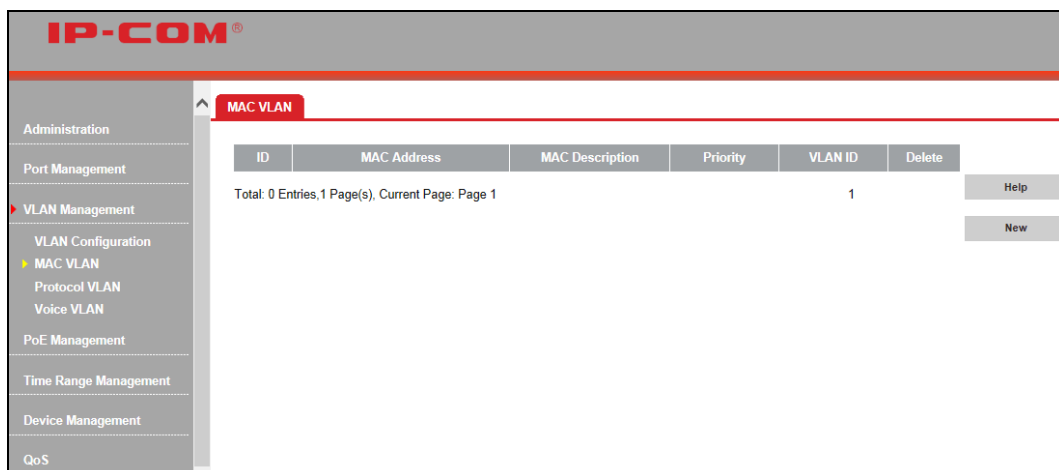 IP-COM®
Administration
Port Management
VLAN Management
VLAN Configuration
MAC VLAN
Protocol VLAN
Voice VLAN
PoE Management
Time Range Management
Device Management
QoS
MAC VLAN
ID MAC Address MAC Description Priority VLAN ID Delete
Total: 0 Entries,1 Page(s), Current Page: Page 1 1
Help
New